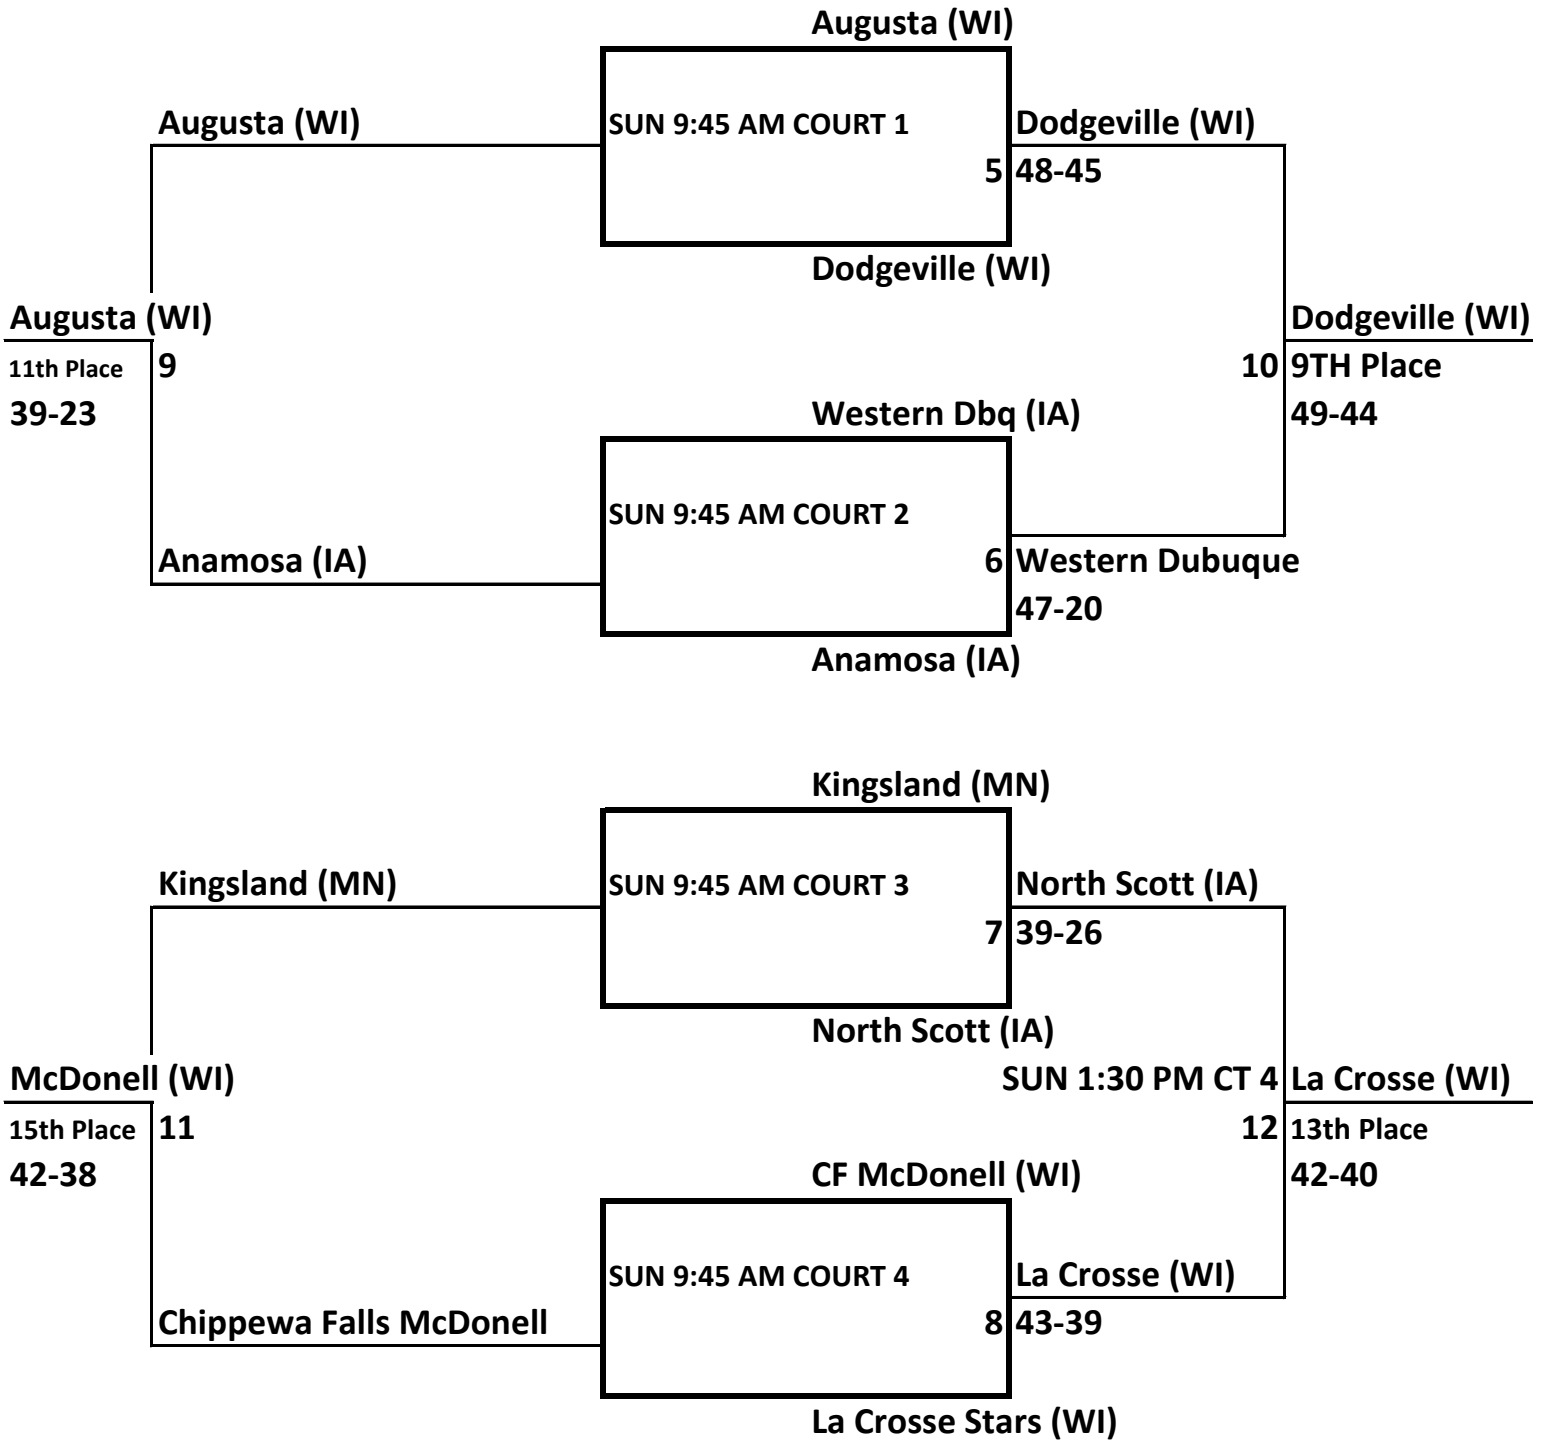 Augusta (WI)
Augusta (WI)
SUN 9:45 AM COURT 1
Dodgeville (WI)
5 48-45
Dodgeville (WI)
Augusta (WI)
Dodgeville (WI)
11th Place 9
10 9TH Place
39-23
Western Dbq (IA)
49-44
SUN 9:45 AM COURT 2
Anamosa (IA)
6 Western Dubuque
47-20
Anamosa (IA)
Kingsland (MN)
Kingsland (MN)
SUN 9:45 AM COURT 3
North Scott (IA)
7 39-26
North Scott (IA)
McDonell (WI)
SUN 1:30 PM CT 4 La Crosse (WI)
15th Place 11
12 13th Place
42-38
CF McDonell (WI)
42-40
SUN 9:45 AM COURT 4
La Crosse (WI)
Chippewa Falls McDonell
8 43-39
La Crosse Stars (WI)